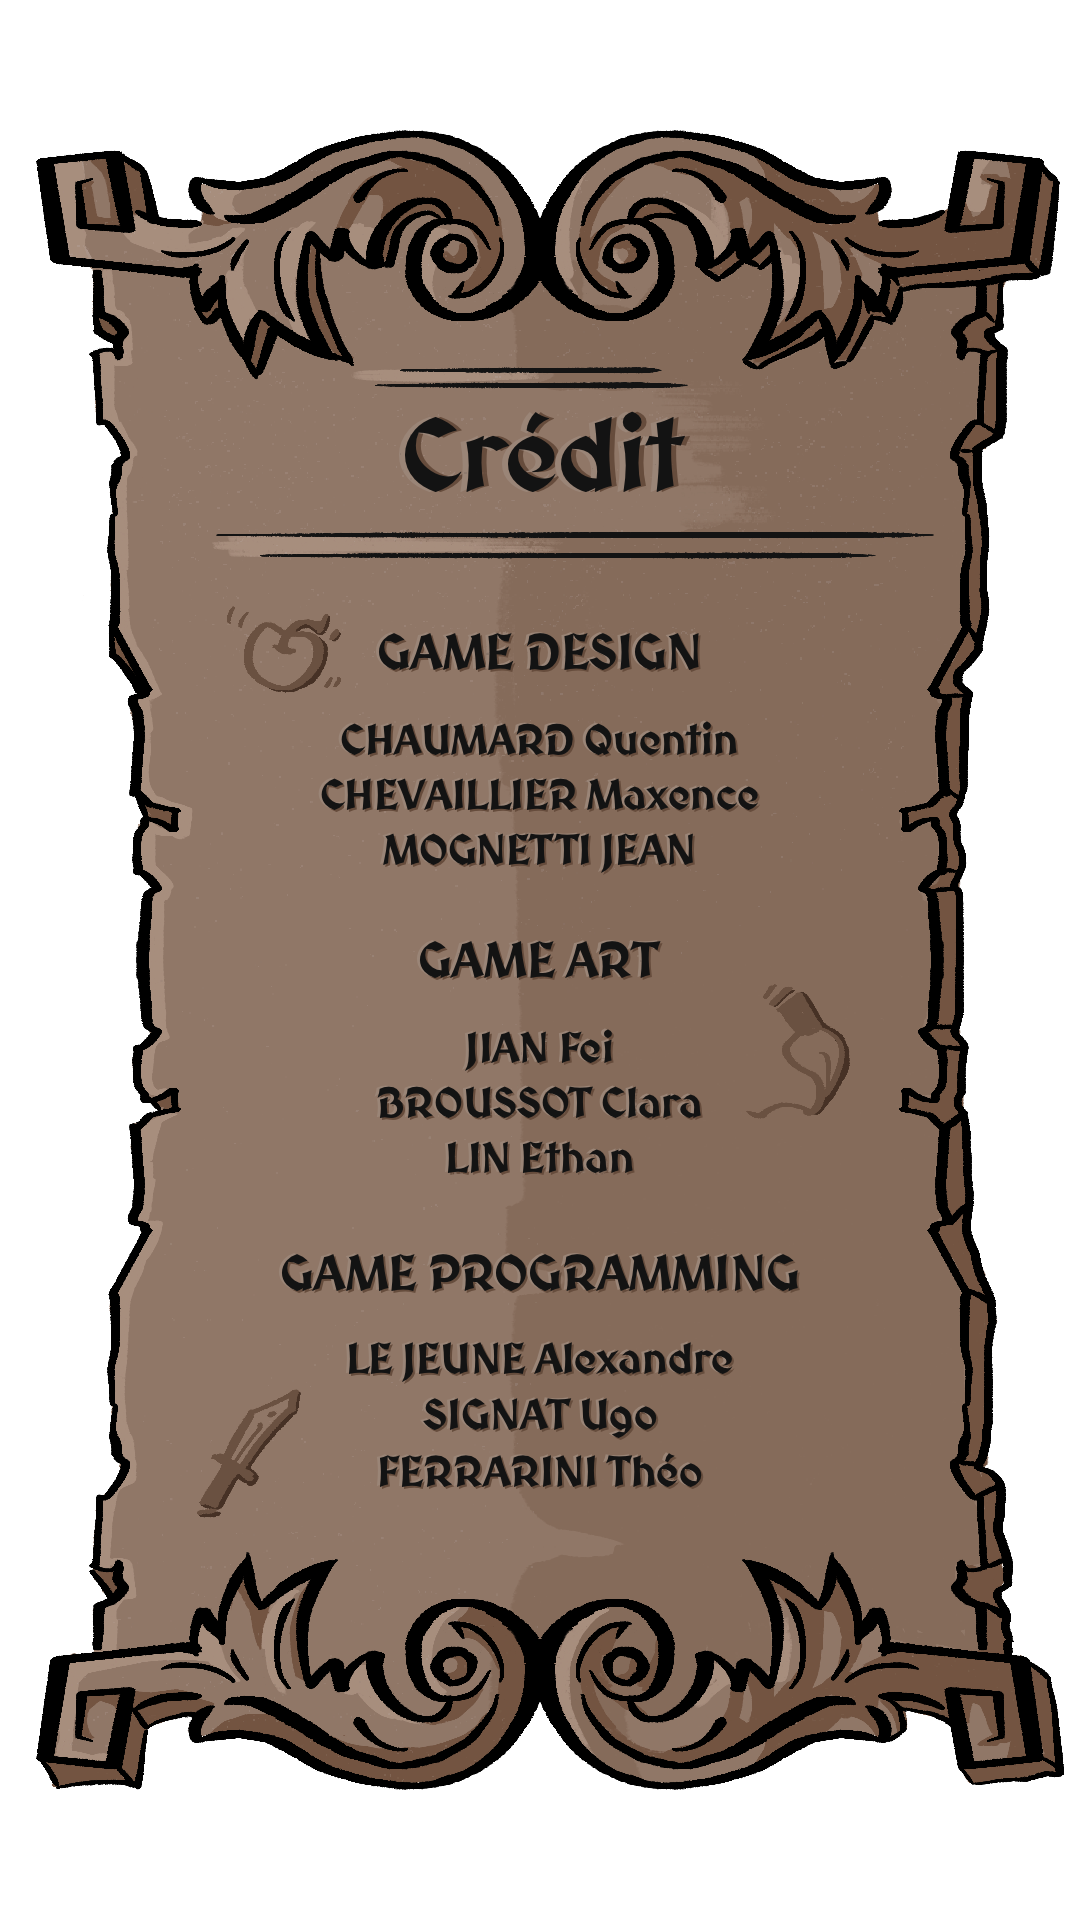 Crédit
GAME DESIGN
CHAUMARD Quentin
CHEVAILLIER Maxence
MOGNETTI JEAN
GAME ART
JIAN Fei
BROUSSOT Clara
LIN Ethan
GAME PROGRAMMING
LE JEUNE Alexandre
SIGNAT Ugo
FERRARINI Théo